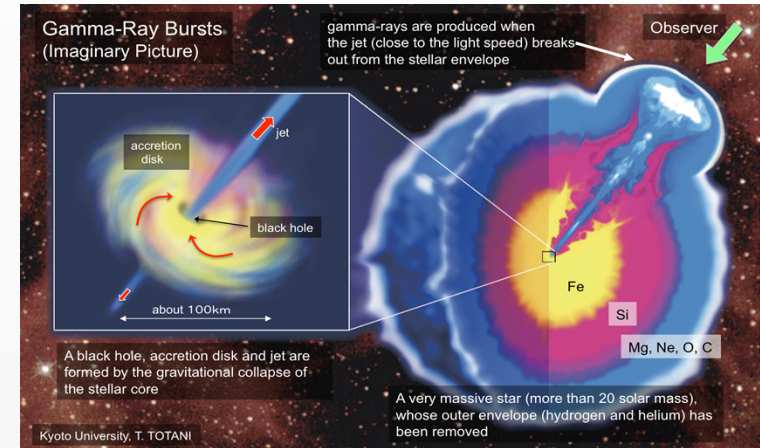 Gamma-Ray Bursts
(Imaginary Picture)
gamma-rays are produced when
the jet (close to the light speed) breaks
out from the stellar envelope
Observer
accretion
disk
jet
black hole
about 100km
Fe
Si
Mg, Ne, O, C
A black hole, accretion disk and jet are
formed by the gravitational collapse of
the stellar core
A very massive star (more than 20 solar mass),
whose outer envelope (hydrogen and helium) has
been removed
Kyoto University, T. TOTANI